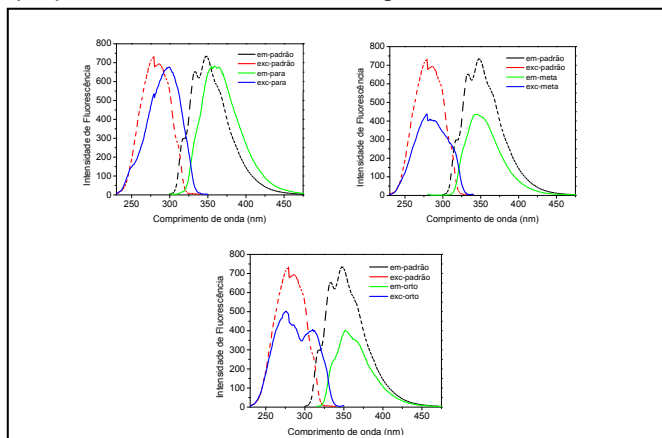 em-padrão
exc-padrão
em-para
exc-para
Intensidade de Fluorescência
800
700
600
500
400
300
200
100
0
250 300 350 400 450
Comprimento de onda (nm)
em-padrão
exc-padrão
em-meta
exc-meta
Intensidade de Fluorescência
800
700
600
500
400
300
200
100
0
250 300 350 400 450 500 550
Comprimento de onda (nm)
em-padrão
exc-padrão
em-orto
exc-orto
Intensidade de Fluorescência
800
700
600
500
400
300
200
100
0
250 300 350 400 450
Comprimento de onda (nm)